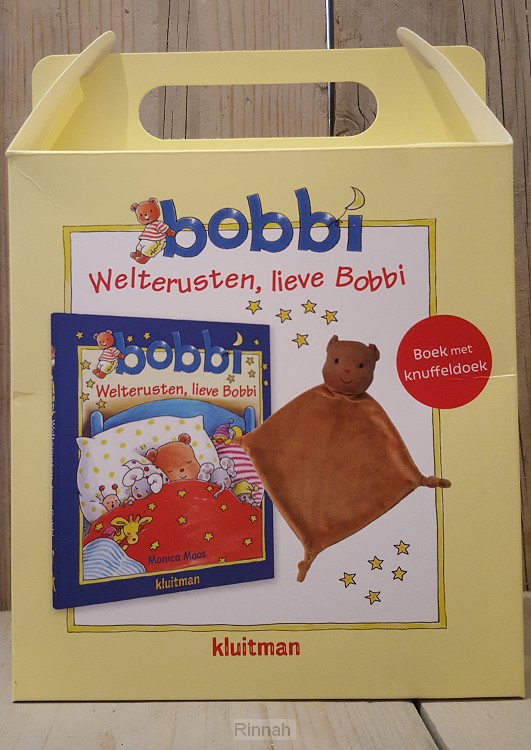 bobbi
Welterusten, lieve Bobbi
Boek met
knuffeldoek
bobbi
Welterusten, lieve Bobbi
Monica Maas
kluitman
kluitman
Rinnah